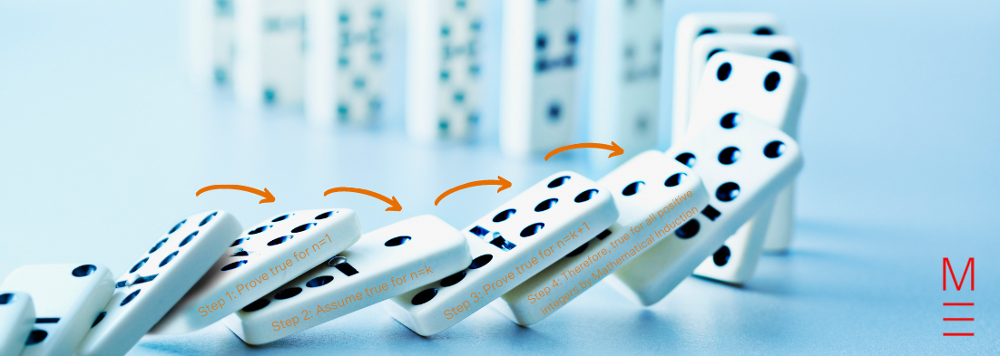 Step 1: Prove true for n=1
Step 2: Assume true for n=k
Step 3: Prove true for n=k+1
Step 4: Therefore, true for all positive
integers by Mathematical Induction
M